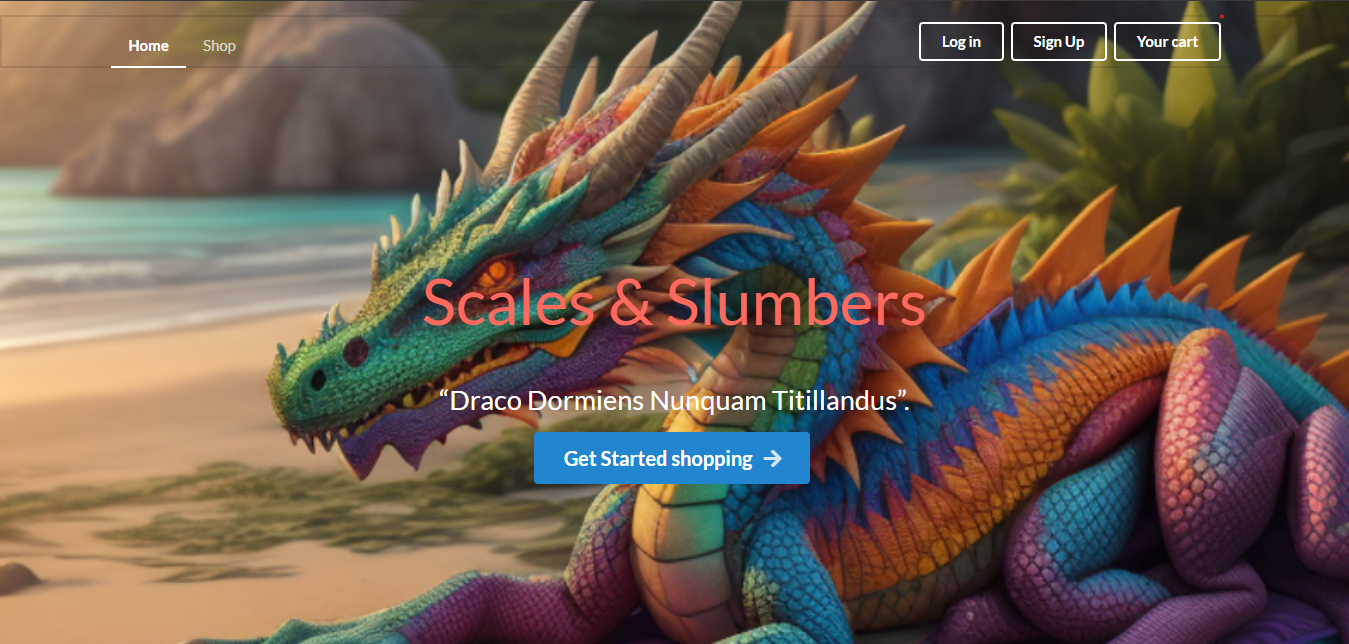 Home
Shop
Log in
Sign Up
Your cart
Scales & Slumbers
“Draco Dormiens Nunquam Titillandus”.
Get Started shopping